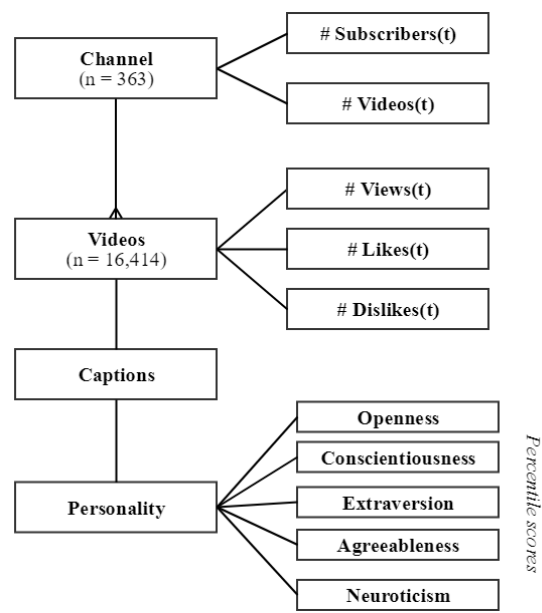 Channel
(n = 363)
# Subscribers(t)
# Videos(t)
Videos
(n = 16,414)
# Views(t)
# Likes(t)
# Dislikes(t)
Captions
Personality
Openness
Conscientiousness
Extraversion
Agreeableness
Neuroticism
Percentile scores